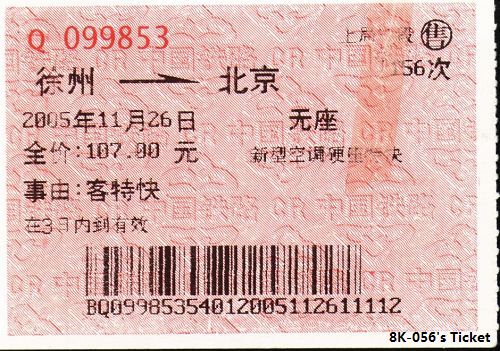 Q 099853
售
徐州 → 北京
156次
2005年11月26日
无座
全价:107.00 元
新型空调硬座特快
事由:客特快
在3日内到有效
BQ0998535401200511261​1112
8K-056's Ticket